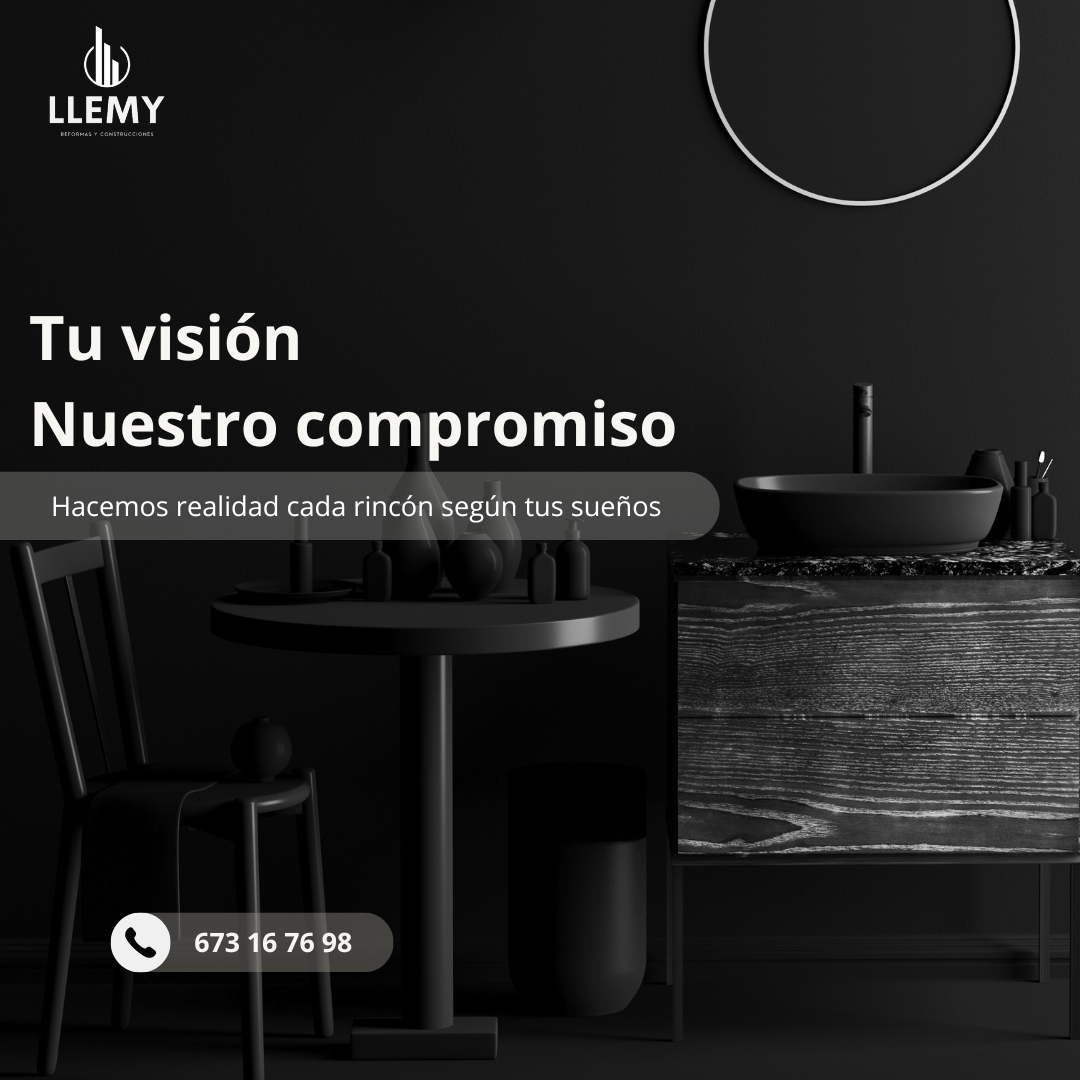 LLEMY
REFORMAS Y CONSTRUCCIONES
Tu visión
Nuestro compromiso
Hacemos realidad cada rincón según tus sueños
673 16 76 98